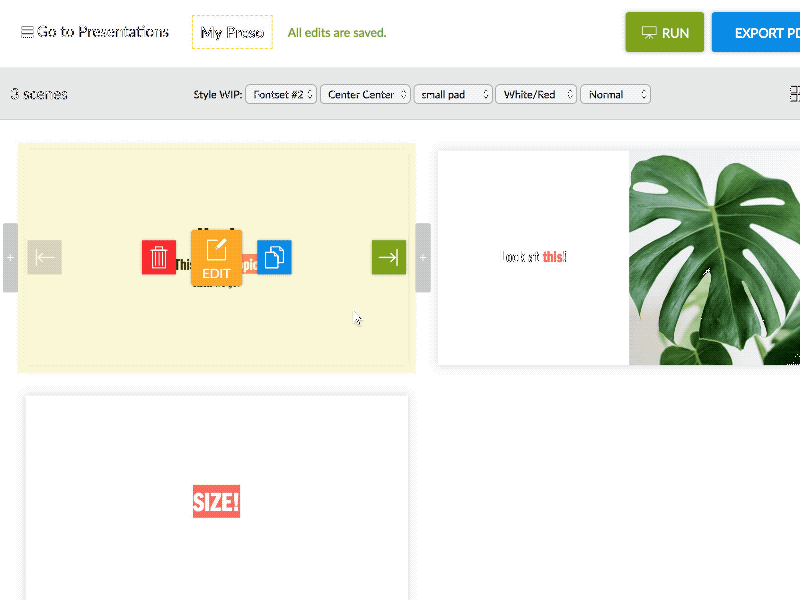 Go to Presentations
My Preso
All edits are saved.
RUN
EXPORT PD
3 scenes
Style WIP:
Fontset #2
Center Center
small pad
White/Red
Normal
This
EDIT
Look at this!
SIZE!